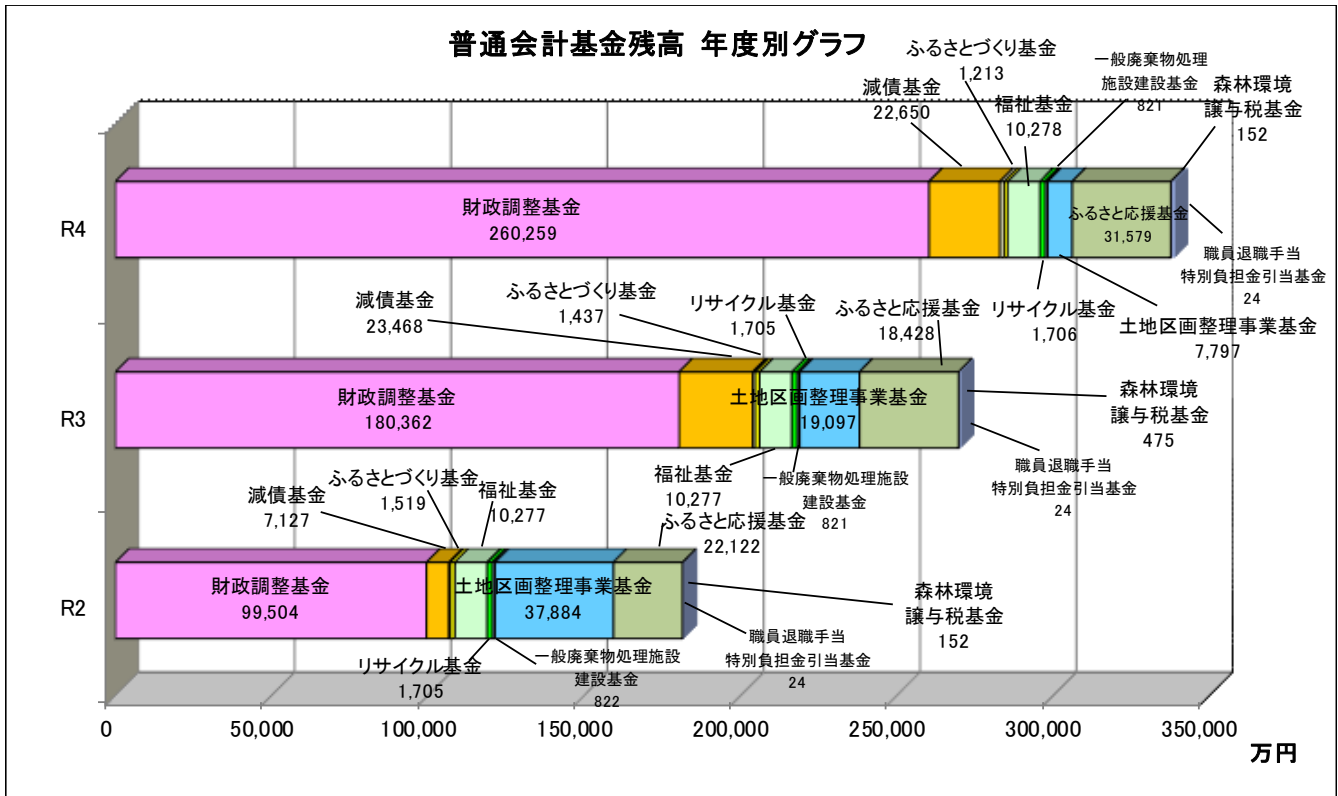 普通会計基金残高 年度別グラフ
ふるさとづくり基金
1,213
一般廃棄物処理
施設建設基金
821
森林環境
譲与税基金
152
減債基金
22,650
福祉基金
10,278
R4
財政調整基金
260,259
ふるさと応援基金
31,579
職員退職手当
特別負担金引当基金
24
リサイクル基金
1,706
土地区画整理事業基金
7,797
減債基金
23,468
ふるさとづくり基金
1,437
リサイクル基金
1,705
ふるさと応援基金
18,428
R3
財政調整基金
180,362
土地区画整理事業基金
19,097
森林環境
譲与税基金
475
福祉基金
10,277
一般廃棄物処理施設
建設基金
821
職員退職手当
特別負担金引当基金
24
減債基金
7,127
ふるさとづくり基金
1,519
福祉基金
10,277
ふるさと応援基金
22,122
R2
財政調整基金
99,504
土地区画整理事業基金
37,884
森林環境
譲与税基金
152
リサイクル基金
1,705
一般廃棄物処理施設
建設基金
822
職員退職手当
特別負担金引当基金
24
0
50,000
100,000
150,000
200,000
250,000
300,000
350,000
万円